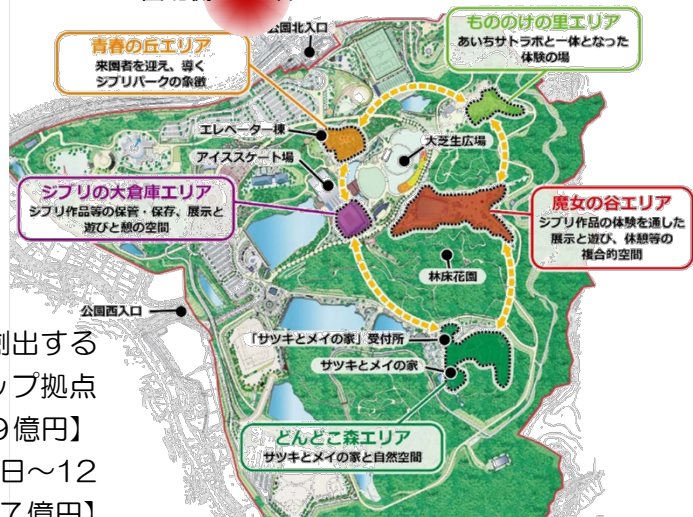 公園北入口
青春の丘エリア
来園者を迎え、導く
ジブリパークの象徴
もののけの里エリア
あいちサトラボと一体となった
体験の場
エレベーター棟
アイススケート場
大芝生広場
ジブリの大倉庫エリア
ジブリ作品等の保管・保存、展示と
遊びと憩の空間
魔女の谷エリア
ジブリ作品の体験を通した
展示と遊び、休憩等の
複合的空間
林床花園
公園西入口
「サツキとメイの家」受付所
サツキとメイの家
どんどこ森エリア
サツキとメイの家と自然空間
創出する
ップ拠点
9億円】
日～12
7億円】